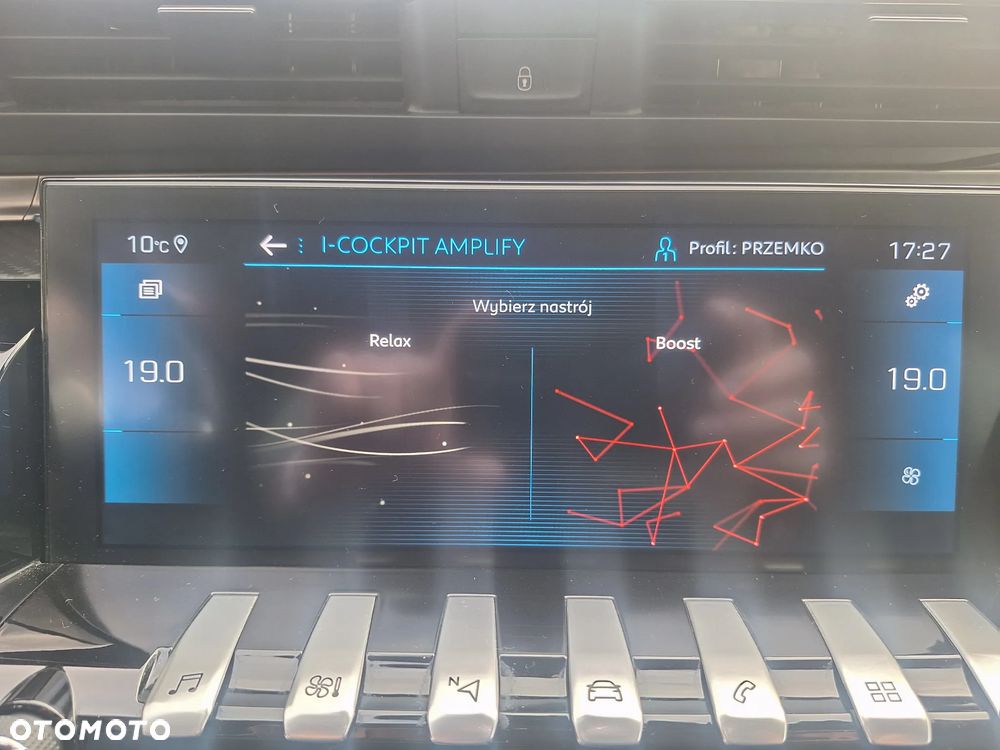 10°C
I-COCKPIT AMPLIFY
Profil: PRZEMKO
17:27
Wybierz nastrój
Relax
Boost
19.0
19.0
N
OTOMOTO